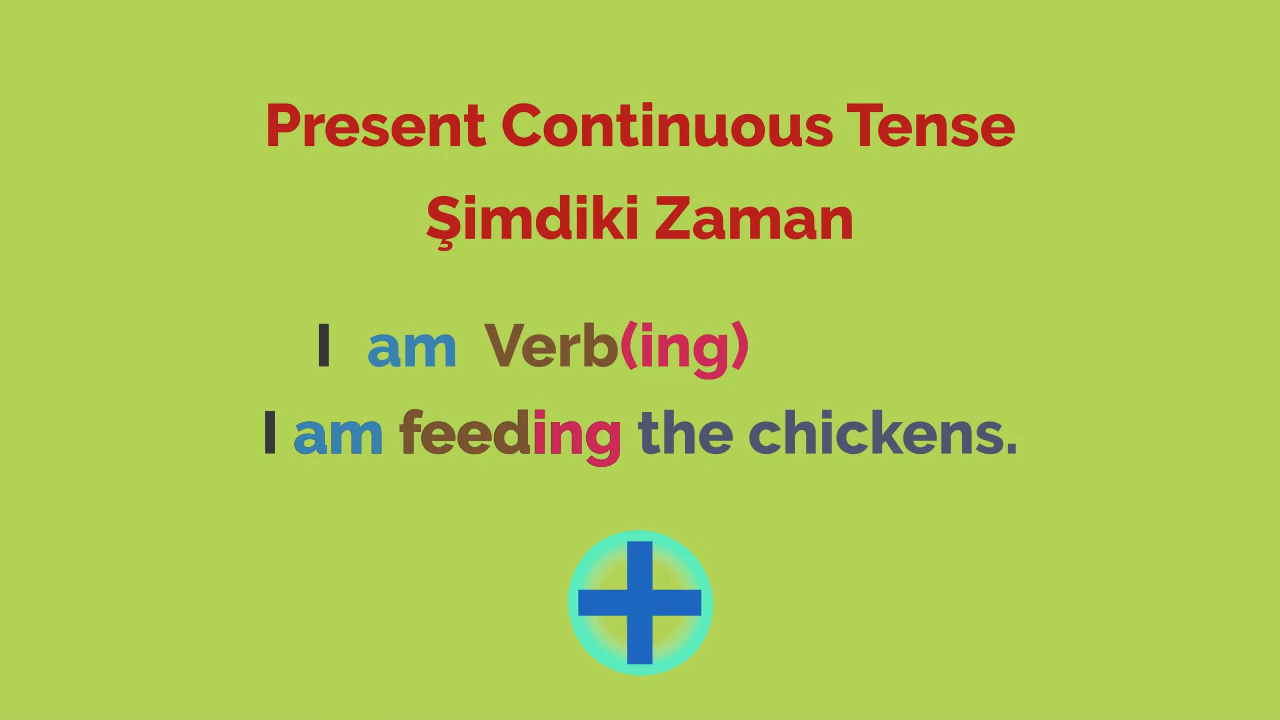 Present Continuous Tense
Şimdiki Zaman
I am Verb(ing)
I am feeding the chickens.